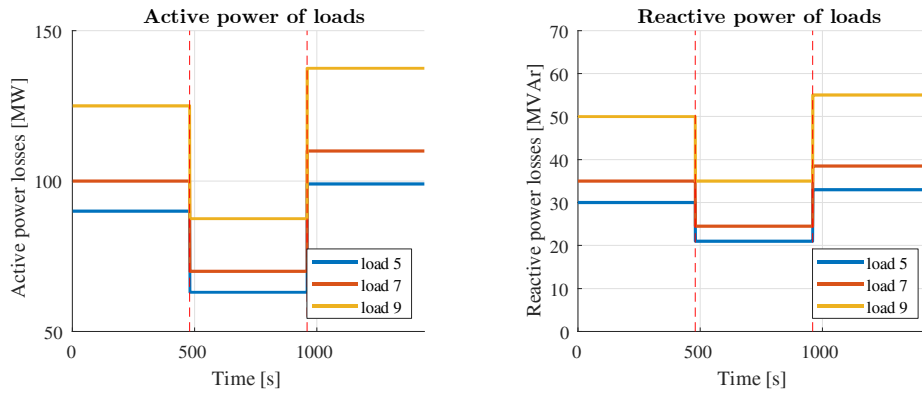 Active power of loads
Active power losses [MW]
150
100
50
0
500
1000
Time [s]
load 5
load 7
load 9
Reactive power of loads
Reactive power losses [MVAr]
70
60
50
40
30
20
10
0
0
500
1000
Time [s]
load 5
load 7
load 9